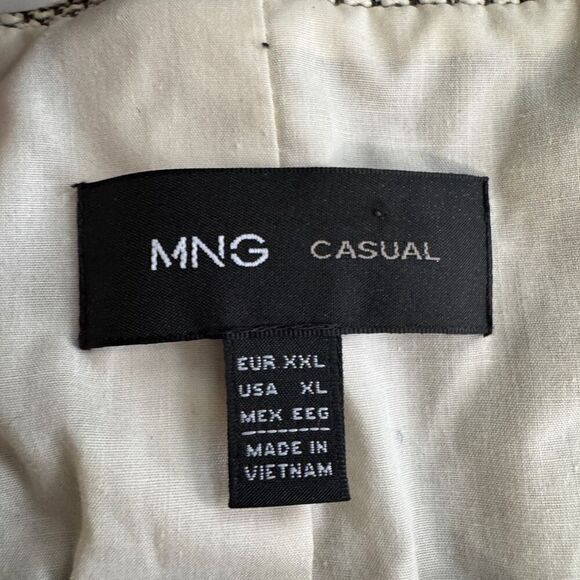 MNG CASUAL
EUR XXL
USA XL
MEX EEG
MADE IN
VIETNAM